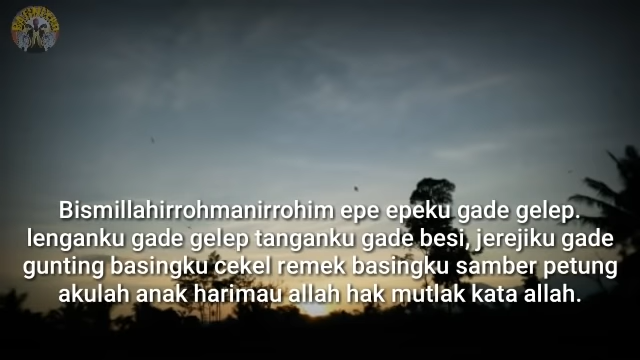 Bismillahirrohmanirrohim epe epeku gade gelep.
lenganku gade gelep tanganku gade besi, jerejiku gade
gunting basingku cekel remek basingku samber petung
akulah anak harimau allah hak mutlak kata allah.